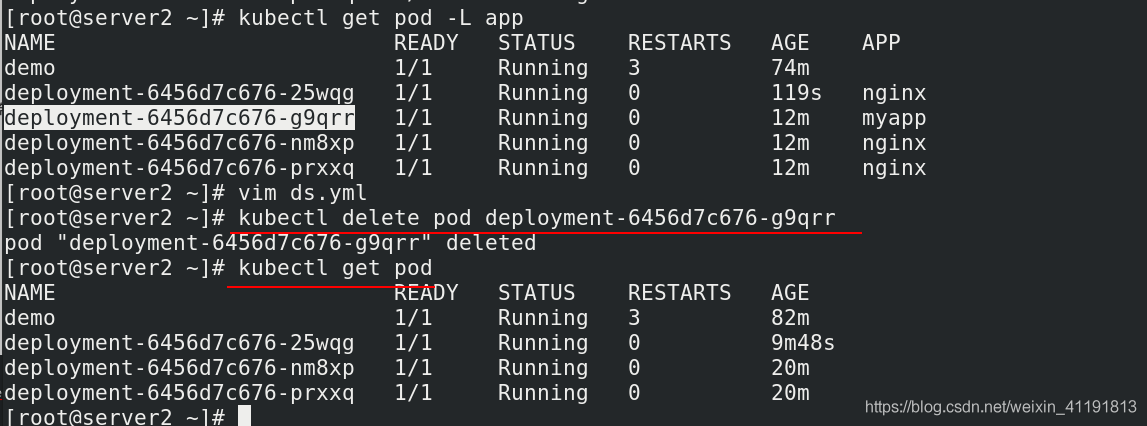 [root@server2 ~]# kubectl get pod -L app
NAME READY STATUS RESTARTS AGE APP
demo 1/1 Running 3 74m
deployment-6456d7c676-25wqg 1/1 Running 0 119s nginx
deployment-6456d7c676-g9qrr 1/1 Running 0 12m myapp
deployment-6456d7c676-nm8xp 1/1 Running 0 12m nginx
deployment-6456d7c676-prxxq 1/1 Running 0 12m nginx
[root@server2 ~]# vim ds.yml
[root@server2 ~]# kubectl delete pod deployment-6456d7c676-g9qrr
pod "deployment-6456d7c676-g9qrr" deleted
[root@server2 ~]# kubectl get pod
NAME READY STATUS RESTARTS AGE
demo 1/1 Running 3 82m
deployment-6456d7c676-25wqg 1/1 Running 0 9m48s
deployment-6456d7c676-nm8xp 1/1 Running 0 20m
deployment-6456d7c676-prxxq 1/1 Running 0 20m
[root@server2 ~]#
https://blog.csdn.net/weixin_41191813